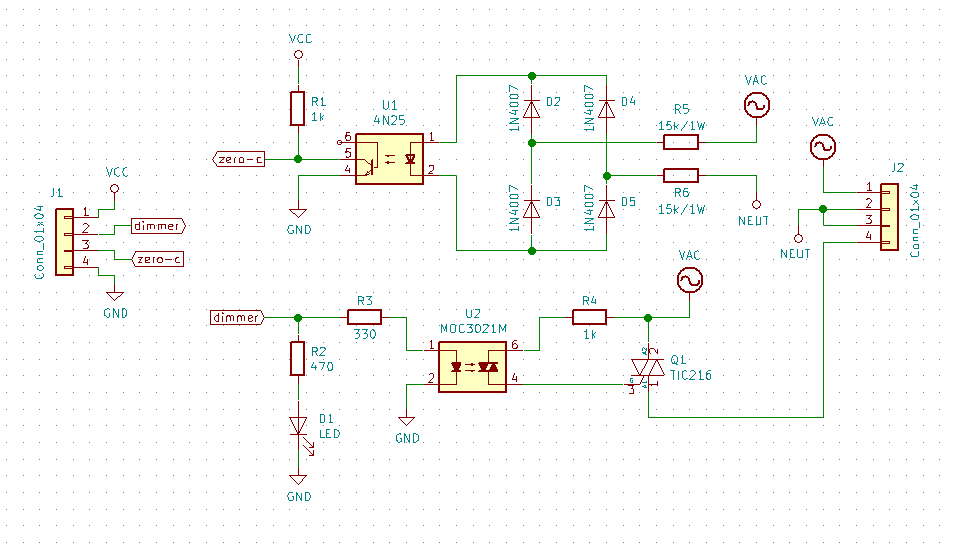 VCC
R1
1k
zero-c
GND
U1
4N25
6
5
4
1
2
1N4007
D2
1N4007
D4
1N4007
D3
1N4007
D5
R5
15k/1W
R6
15k/1W
VAC
NEUT
VAC
J2
Conn_01x04
1
2
3
4
NEUT
J1
Conn_01x04
1
2
3
4
VCC
dimmer
zero-c
GND
dimmer
R2
470
D1
LED
GND
R3
330
U2
MOC3021M
1
2
6
4
GND
R4
1k
VAC
Q1
TIC216
2
1
3